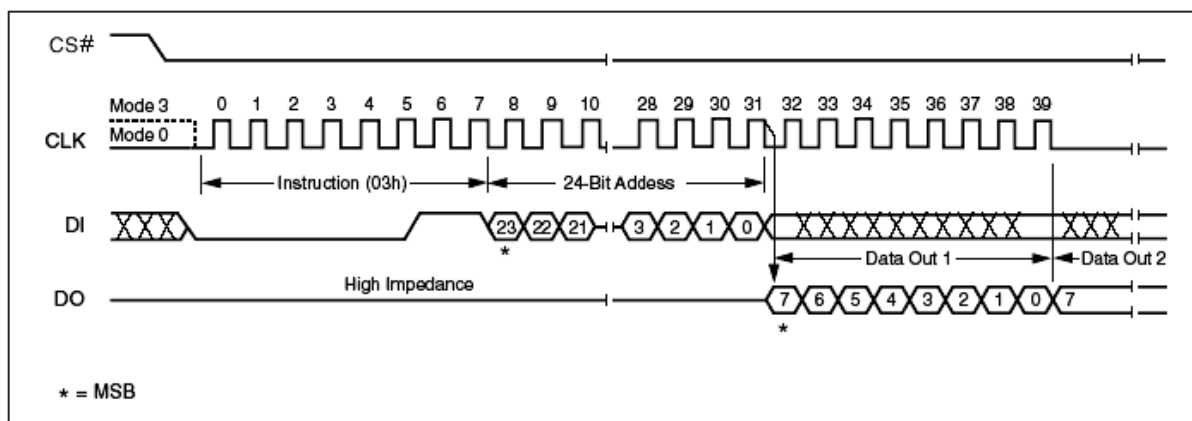 CS#
Mode 3 0 1 2 3 4 5 6 7 8 9 10 28 29 30 31 32 33 34 35 36 37 38 39
CLK Mode 0
Instruction (03h) 24-Bit Addess
DI 23 22 21 3 2 1 0
*
Data Out 1 Data Out 2
High Impedance
DO 7 6 5 4 3 2 1 0 7
*
* = MSB